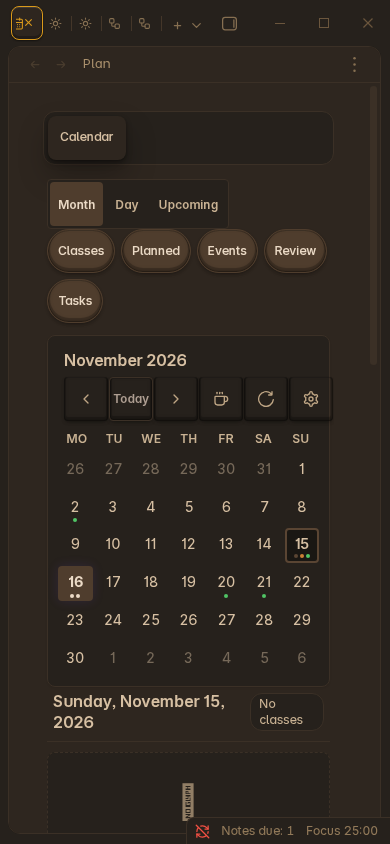 Plan
Calendar
Month Day Upcoming
Classes Planned Events Review
Tasks
November 2026
Today
MO TU WE TH FR SA SU
26 27 28 29 30 31 1
2 3 4 5 6 7 8
9 10 11 12 13 14 15
16 17 18 19 20 21 22
23 24 25 26 27 28 29
30 1 2 3 4 5 6
Sunday, November 15,
2026
No
classes
Notes due: 1 Focus 25:00